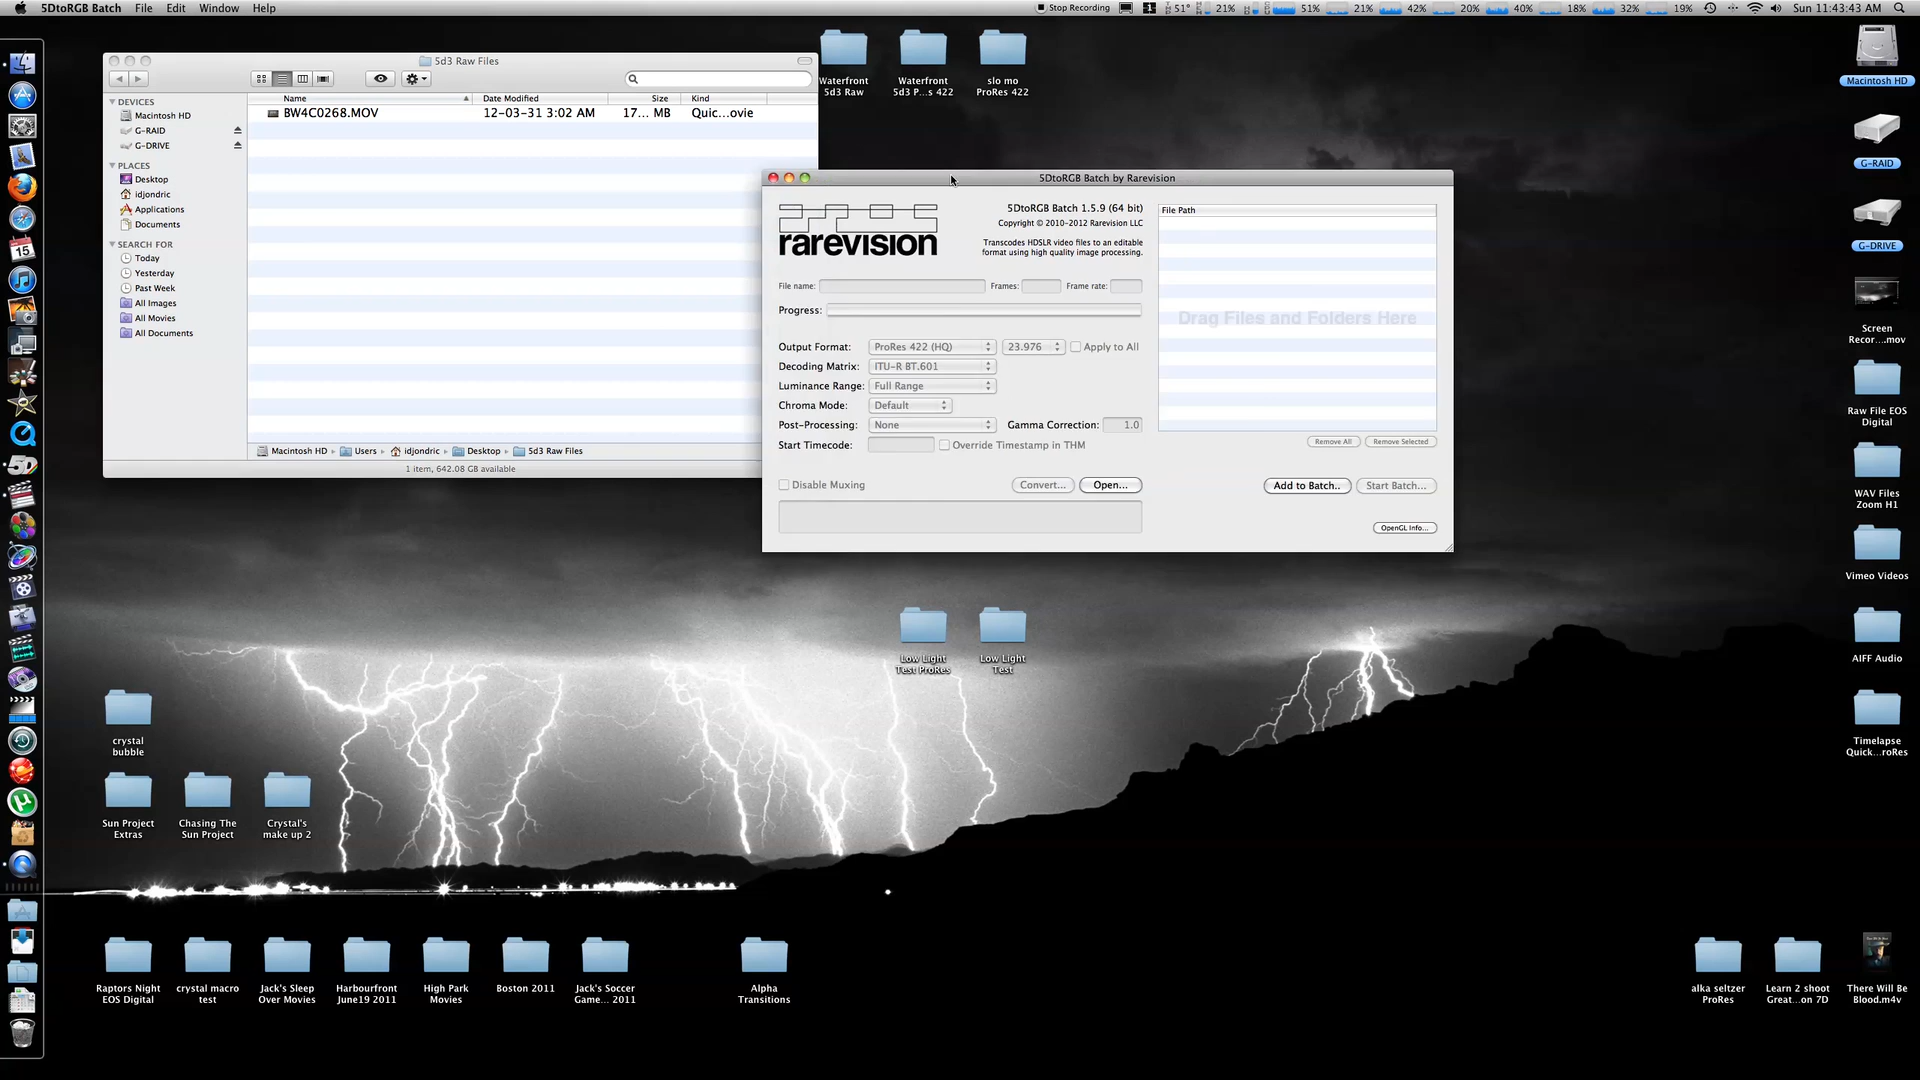 5DtoRGB Batch File Edit Window Help
Stop Recording 51° 21% 51% 21% 42% 20% 40% 18% 32% 19% Sun 11:43:43 AM
5d3 Raw Files
DEVICES
Macintosh HD
G-RAID
G-DRIVE
PLACES
Desktop
idjondric
Applications
Documents
SEARCH FOR
Today
Yesterday
Past Week
All Images
All Movies
All Documents
Name Date Modified Size Kind
BW4C0268.MOV 12-03-31 3:02 AM 17... MB Quic...ovie
Macintosh HD Users idjondric Desktop 5d3 Raw Files
1 item, 642.08 GB available
Waterfront
5d3 Raw
Waterfront
5d3 P...s 422
slo mo
ProRes 422
5DtoRGB Batch by Rarevision
rarevision
5DtoRGB Batch 1.5.9 (64 bit)
Copyright © 2010-2012 Rarevision LLC
Transcodes HDSLR video files to an editable
format using high quality image processing.
File name: Frames: Frame rate:
Progress:
Output Format: ProRes 422 (HQ) 23.976 Apply to All
Decoding Matrix: ITU-R BT.601
Luminance Range: Full Range
Chroma Mode: Default
Post-Processing: None Gamma Correction: 1.0
Start Timecode: Override Timestamp in THM
Disable Muxing Convert... Open...
File Path
Drag Files and Folders Here
Remove All Remove Selected
Add to Batch.. Start Batch...
OpenGL Info...
Macintosh HD
G-RAID
G-DRIVE
Screen
Recor....mov
Raw File EOS
Digital
WAV Files
Zoom H1
Vimeo Videos
AIFF Audio
Timelapse
Quick...roRes
Low Light
Test ProRes
Low Light
Test
crystal
bubble
Sun Project
Extras
Chasing The
Sun Project
Crystal's
make up 2
Raptors Night
EOS Digital
crystal macro
test
Jack's Sleep
Over Movies
Harbourfront
June19 2011
High Park
Movies
Boston 2011
Jack's Soccer
Game... 2011
Alpha
Transitions
alka seltzer
ProRes
Learn 2 shoot
Great...on 7D
There Will Be
Blood.m4v